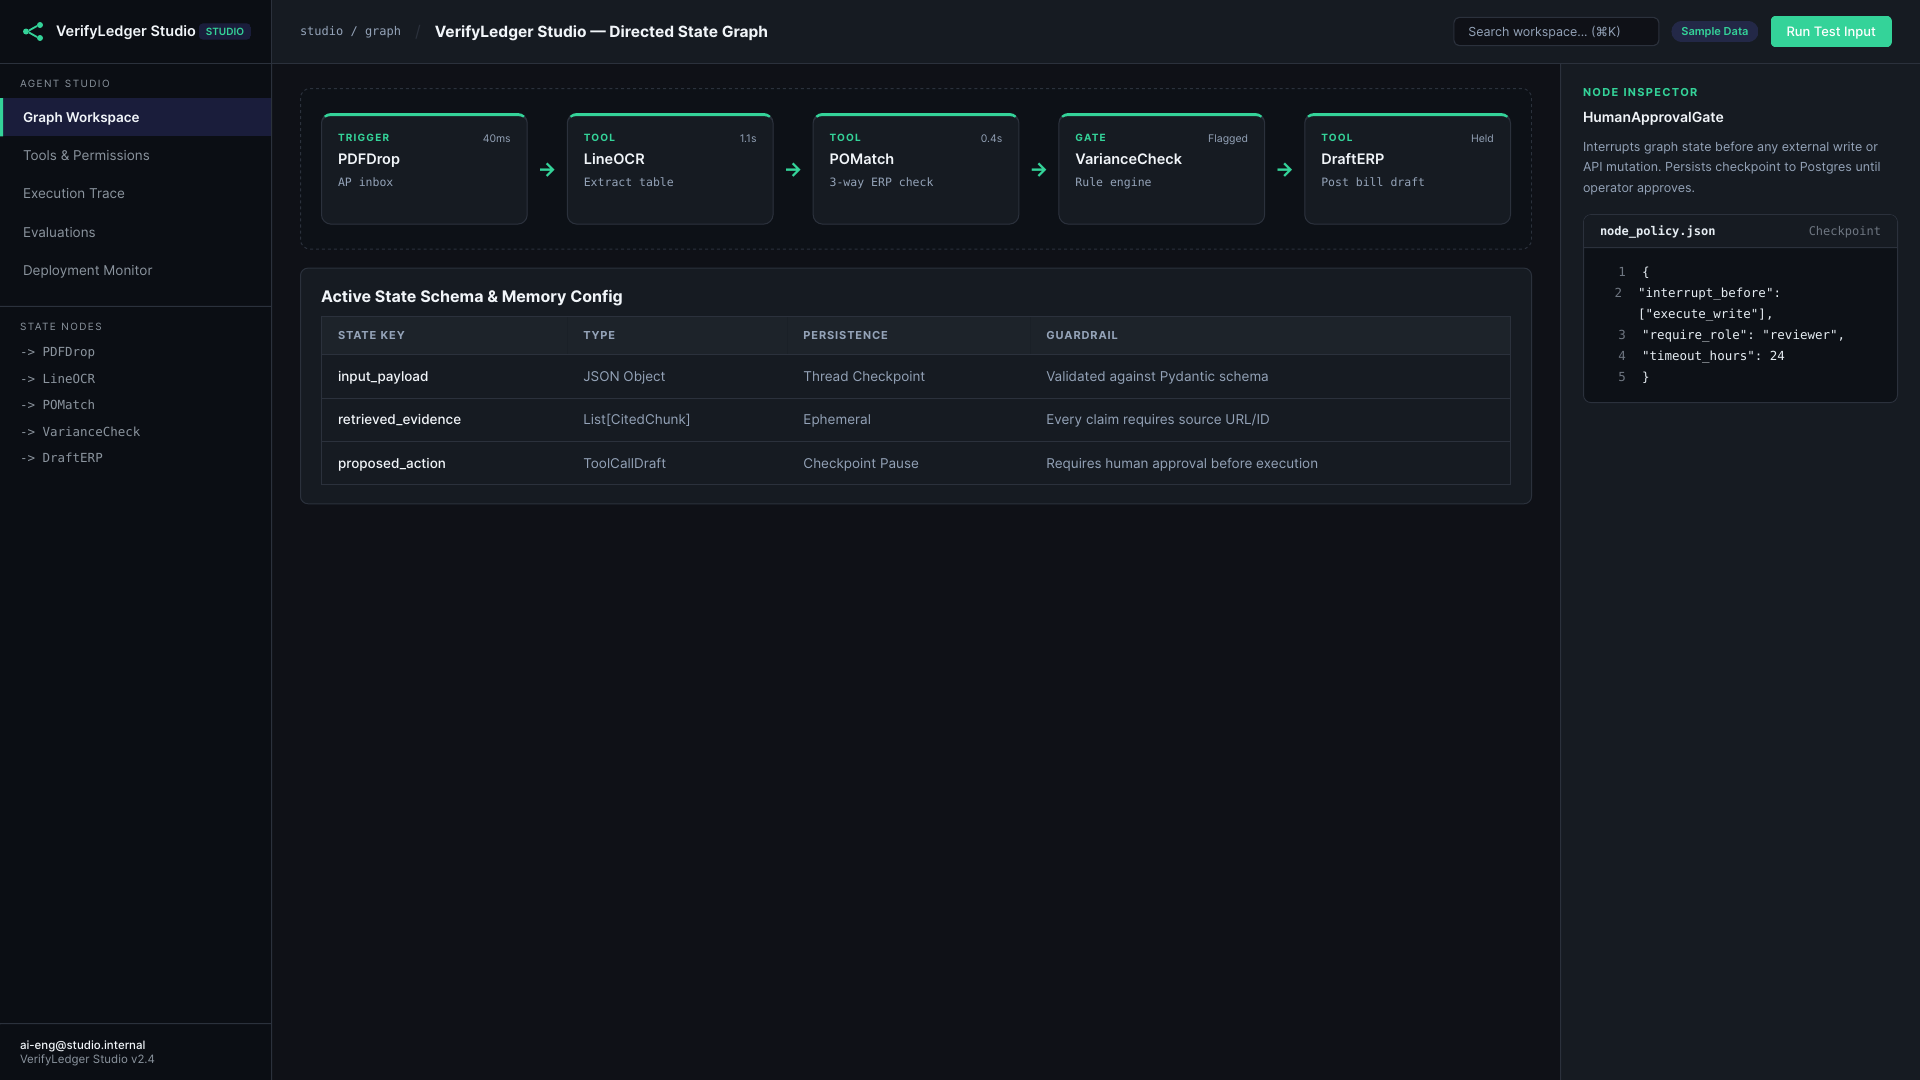 VerifyLedger Studio STUDIO
AGENT STUDIO
Graph Workspace
Tools & Permissions
Execution Trace
Evaluations
Deployment Monitor
STATE NODES
-> PDFDrop
-> LineOCR
-> POMatch
-> VarianceCheck
-> DraftERP
ai-eng@studio.internal
VerifyLedger Studio v2.4
studio / graph / VerifyLedger Studio — Directed State Graph
Search workspace... (⌘K)
Sample Data
Run Test Input
TRIGGER 40ms
PDFDrop
AP inbox
→
TOOL 1.1s
LineOCR
Extract table
→
TOOL 0.4s
POMatch
3-way ERP check
→
GATE Flagged
VarianceCheck
Rule engine
→
TOOL Held
DraftERP
Post bill draft
Active State Schema & Memory Config
STATE KEY TYPE PERSISTENCE GUARDRAIL
input_payload JSON Object Thread Checkpoint Validated against Pydantic schema
retrieved_evidence List[CitedChunk] Ephemeral Every claim requires source URL/ID
proposed_action ToolCallDraft Checkpoint Pause Requires human approval before execution
NODE INSPECTOR
HumanApprovalGate
Interrupts graph state before any external write or
API mutation. Persists checkpoint to Postgres until
operator approves.
node_policy.json Checkpoint
1 {
2 "interrupt_before":
["execute_write"],
3 "require_role": "reviewer",
4 "timeout_hours": 24
5 }